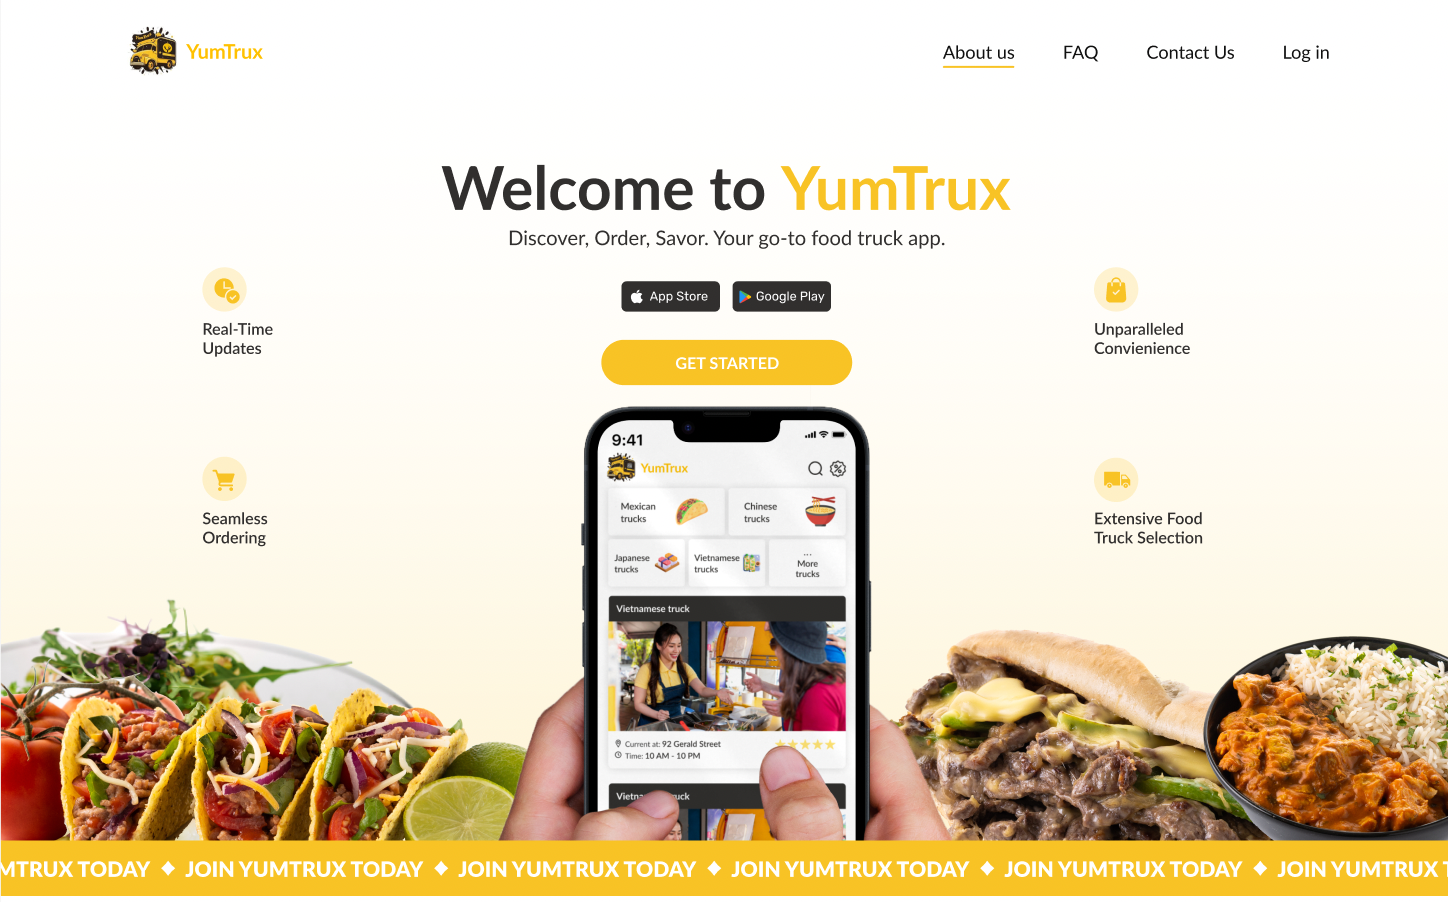 YumTrux
About us
FAQ
Contact Us
Log in
Welcome to YumTrux
Discover, Order, Savor. Your go-to food truck app.
App Store
Google Play
GET STARTED
Real-Time
Updates
Seamless
Ordering
Unparalleled
Convienience
Extensive Food
Truck Selection
9:41
YumTrux
Mexican
trucks
Chinese
trucks
Japanese
trucks
Vietnamese
trucks
...
More
trucks
Vietnamese truck
Current at: 92 Gerald Street
Time: 10 AM - 10 PM
MTRUX TODAY ◆ JOIN YUMTRUX TODAY ◆ JOIN YUMTRUX TODAY ◆ JOIN YUMTRUX TODAY ◆ JOIN YUMTRUX TODAY ◆ JOIN YUMTRUX